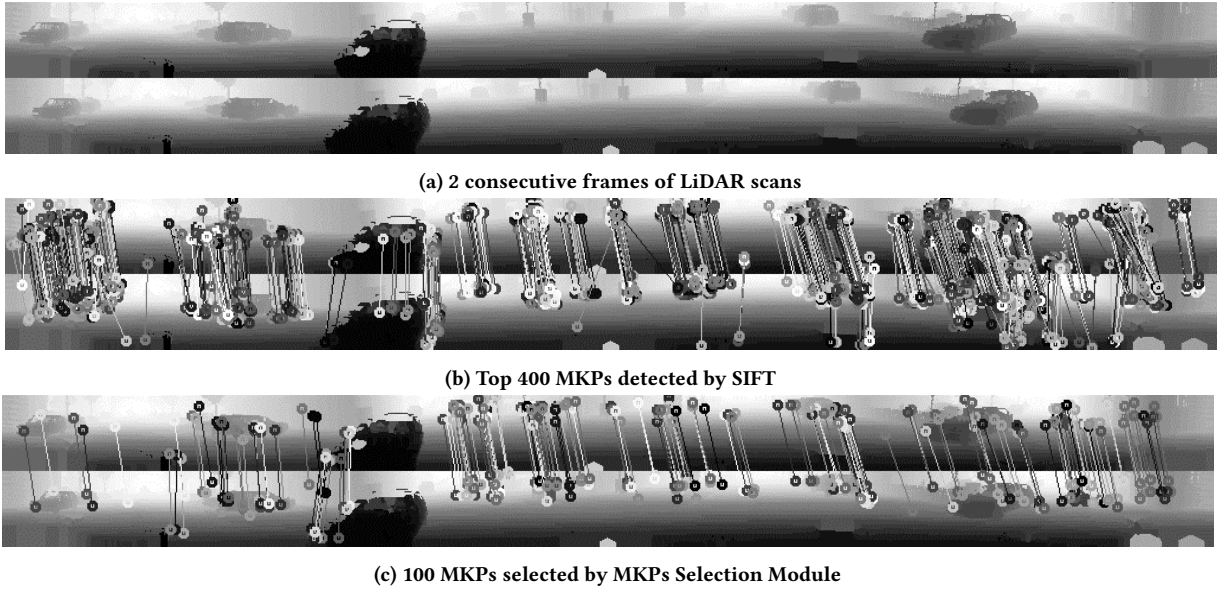 (a) 2 consecutive frames of LiDAR scans
(b) Top 400 MKPs detected by SIFT
(c) 100 MKPs selected by MKPs Selection Module